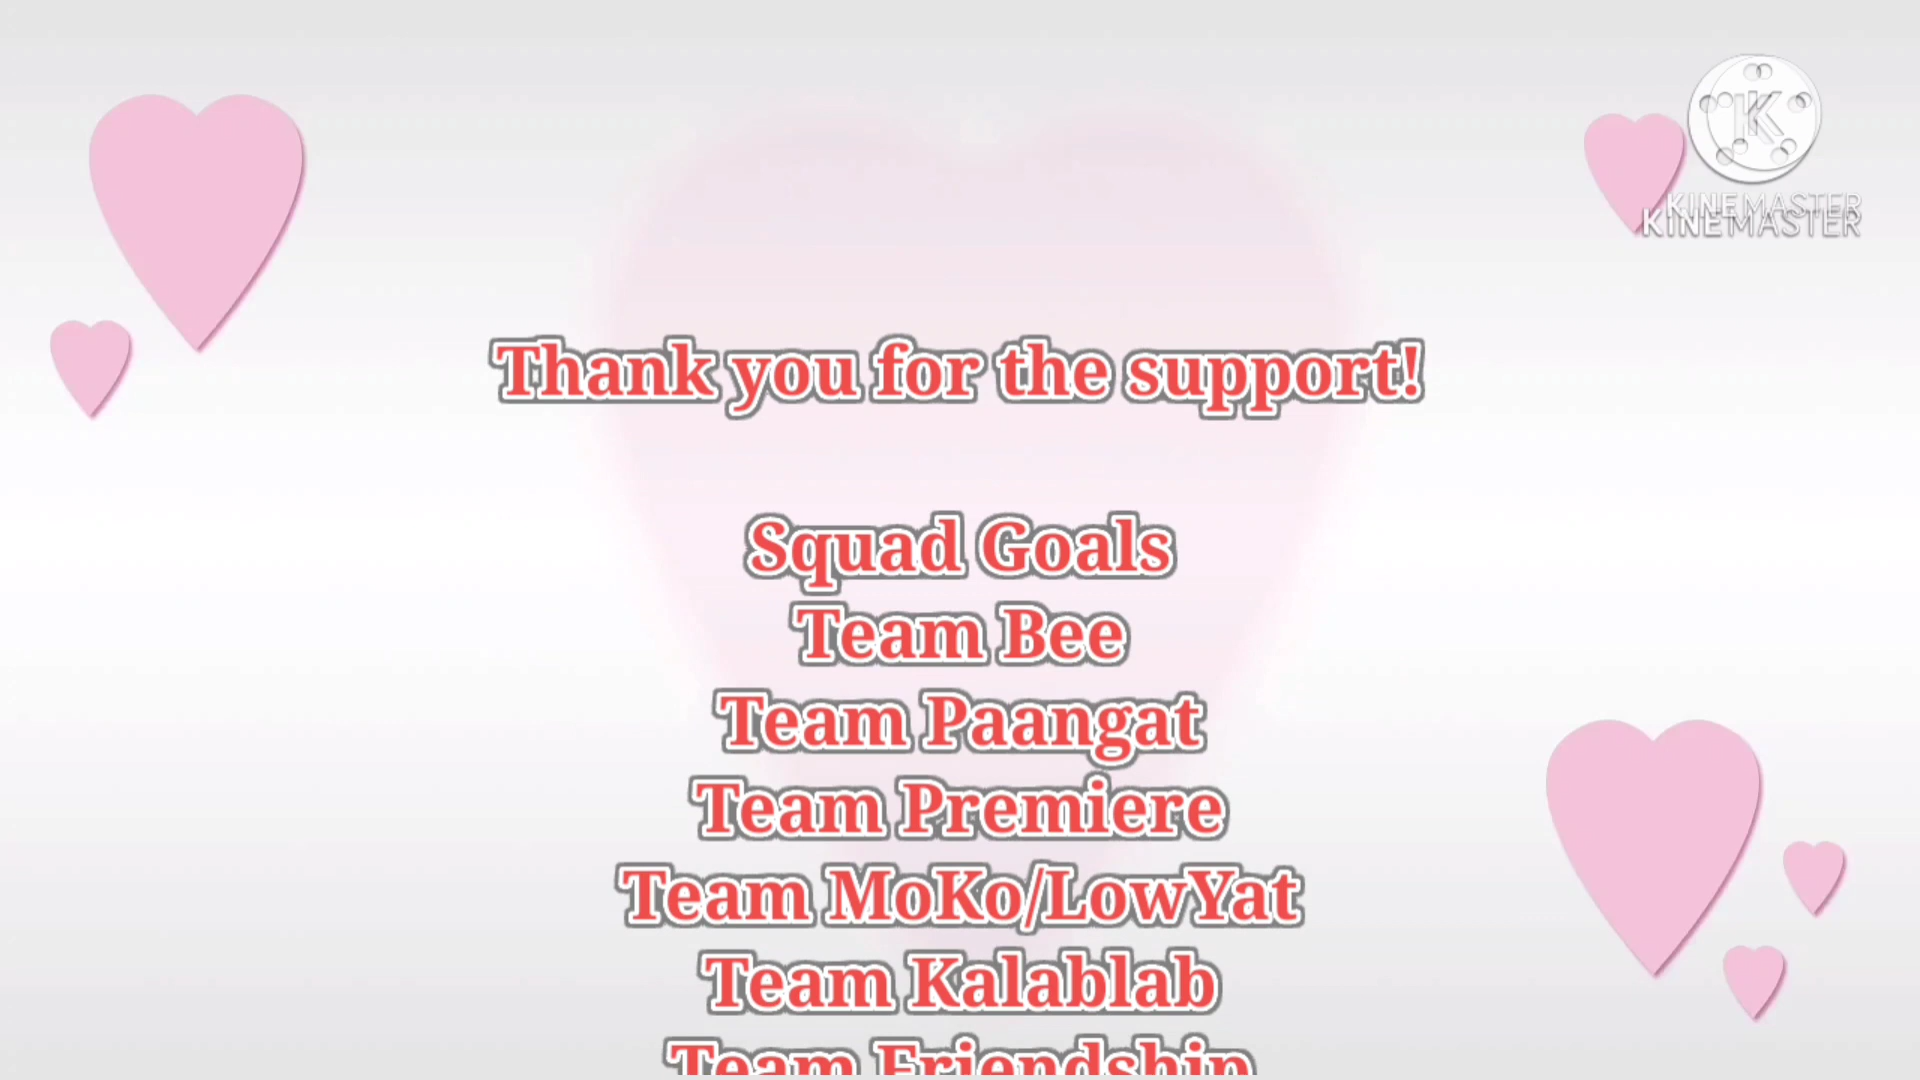 K
KINEMASTER
KINEMASTER
Thank you for the support!
Squad Goals
Team Bee
Team Paangat
Team Premiere
Team MoKo/LowYat
Team Kalablab
Team Friendship